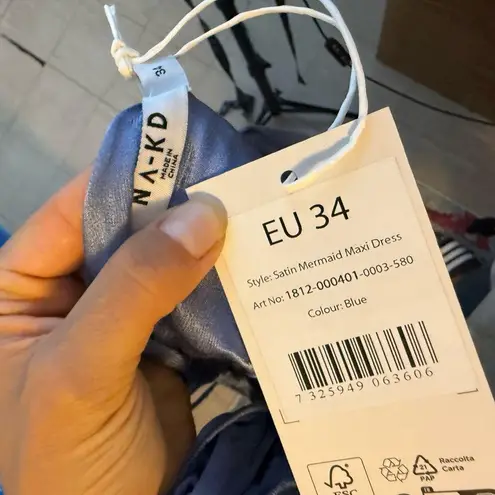 34
NA-KD
MADE IN
CHINA
EU 34
Style: Satin Mermaid Maxi Dress
Art No: 1812-000401-0003-580
Colour: Blue
7 325949 063606
FSC
21
PAP
Raccolta
Carta